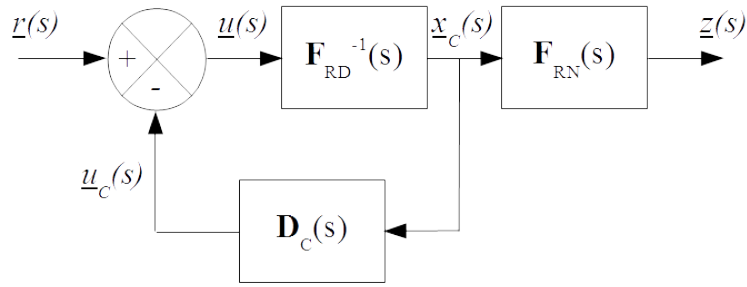 r(s) u(s) x_C(s) z(s)
+ F_RD^-1(s) F_RN(s)
-
u_C(s)
D_C(s)